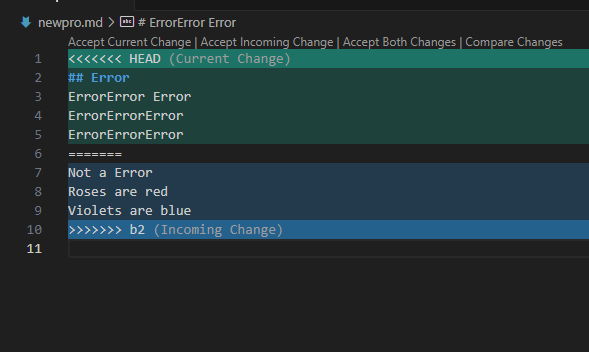 newpro.md > abc # ErrorError Error
Accept Current Change | Accept Incoming Change | Accept Both Changes | Compare Changes
1 <<<<<<< HEAD (Current Change)
2 ## Error
3 ErrorError Error
4 ErrorErrorError
5 ErrorErrorError
6 =======
7 Not a Error
8 Roses are red
9 Violets are blue
10 >>>>>>> b2 (Incoming Change)
11